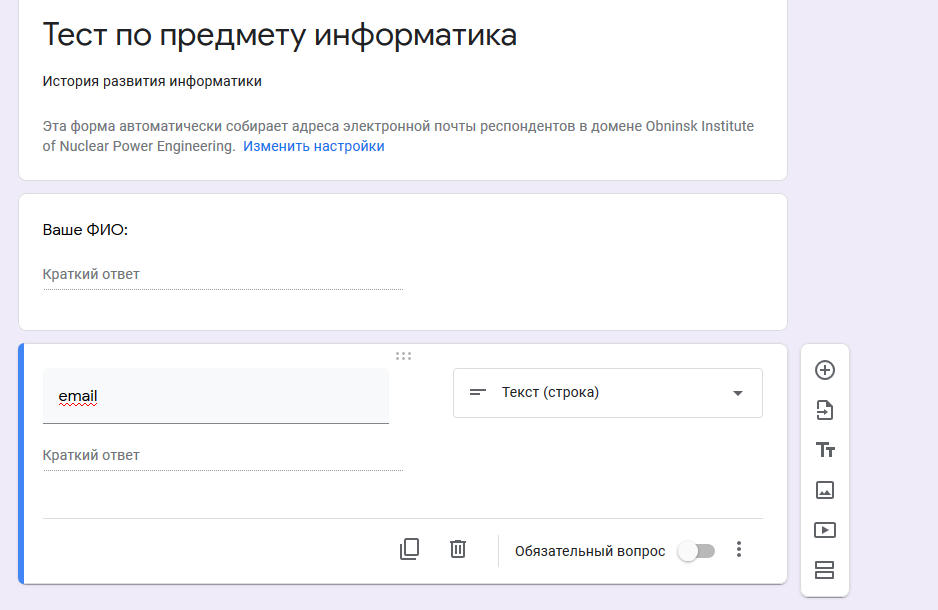 Тест по предмету информатика
История развития информатики
Эта форма автоматически собирает адреса электронной почты респондентов в домене Obninsk Institute
of Nuclear Power Engineering. Изменить настройки
Ваше ФИО:
Краткий ответ
email
Текст (строка)
Краткий ответ
Обязательный вопрос
Tт